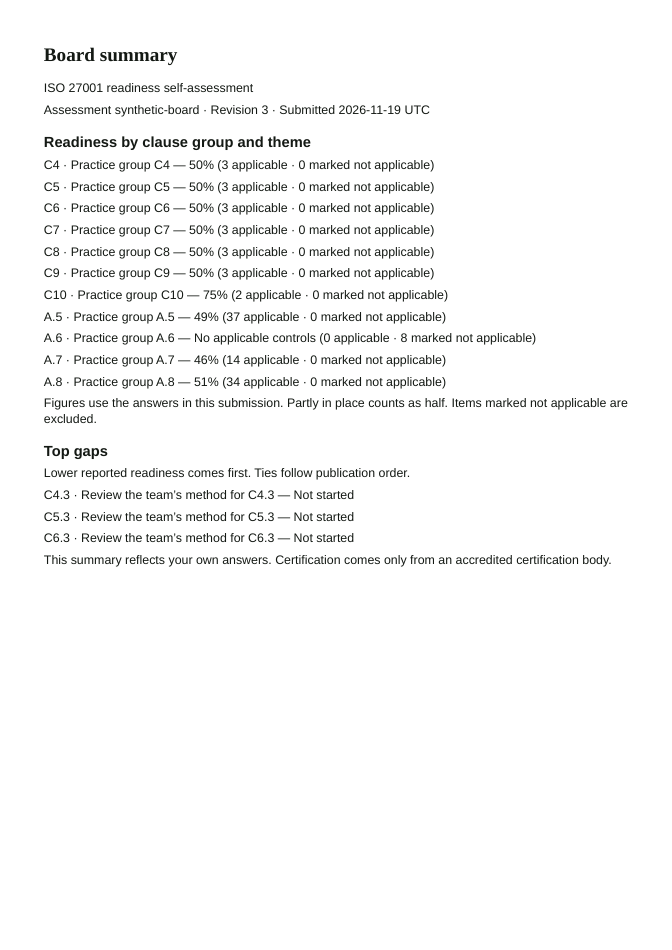 Board summary
ISO 27001 readiness self-assessment
Assessment synthetic-board · Revision 3 · Submitted 2026-11-19 UTC
Readiness by clause group and theme
C4 · Practice group C4 — 50% (3 applicable · 0 marked not applicable)
C5 · Practice group C5 — 50% (3 applicable · 0 marked not applicable)
C6 · Practice group C6 — 50% (3 applicable · 0 marked not applicable)
C7 · Practice group C7 — 50% (3 applicable · 0 marked not applicable)
C8 · Practice group C8 — 50% (3 applicable · 0 marked not applicable)
C9 · Practice group C9 — 50% (3 applicable · 0 marked not applicable)
C10 · Practice group C10 — 75% (2 applicable · 0 marked not applicable)
A.5 · Practice group A.5 — 49% (37 applicable · 0 marked not applicable)
A.6 · Practice group A.6 — No applicable controls (0 applicable · 8 marked not applicable)
A.7 · Practice group A.7 — 46% (14 applicable · 0 marked not applicable)
A.8 · Practice group A.8 — 51% (34 applicable · 0 marked not applicable)
Figures use the answers in this submission. Partly in place counts as half. Items marked not applicable are
excluded.
Top gaps
Lower reported readiness comes first. Ties follow publication order.
C4.3 · Review the team's method for C4.3 — Not started
C5.3 · Review the team's method for C5.3 — Not started
C6.3 · Review the team's method for C6.3 — Not started
This summary reflects your own answers. Certification comes only from an accredited certification body.